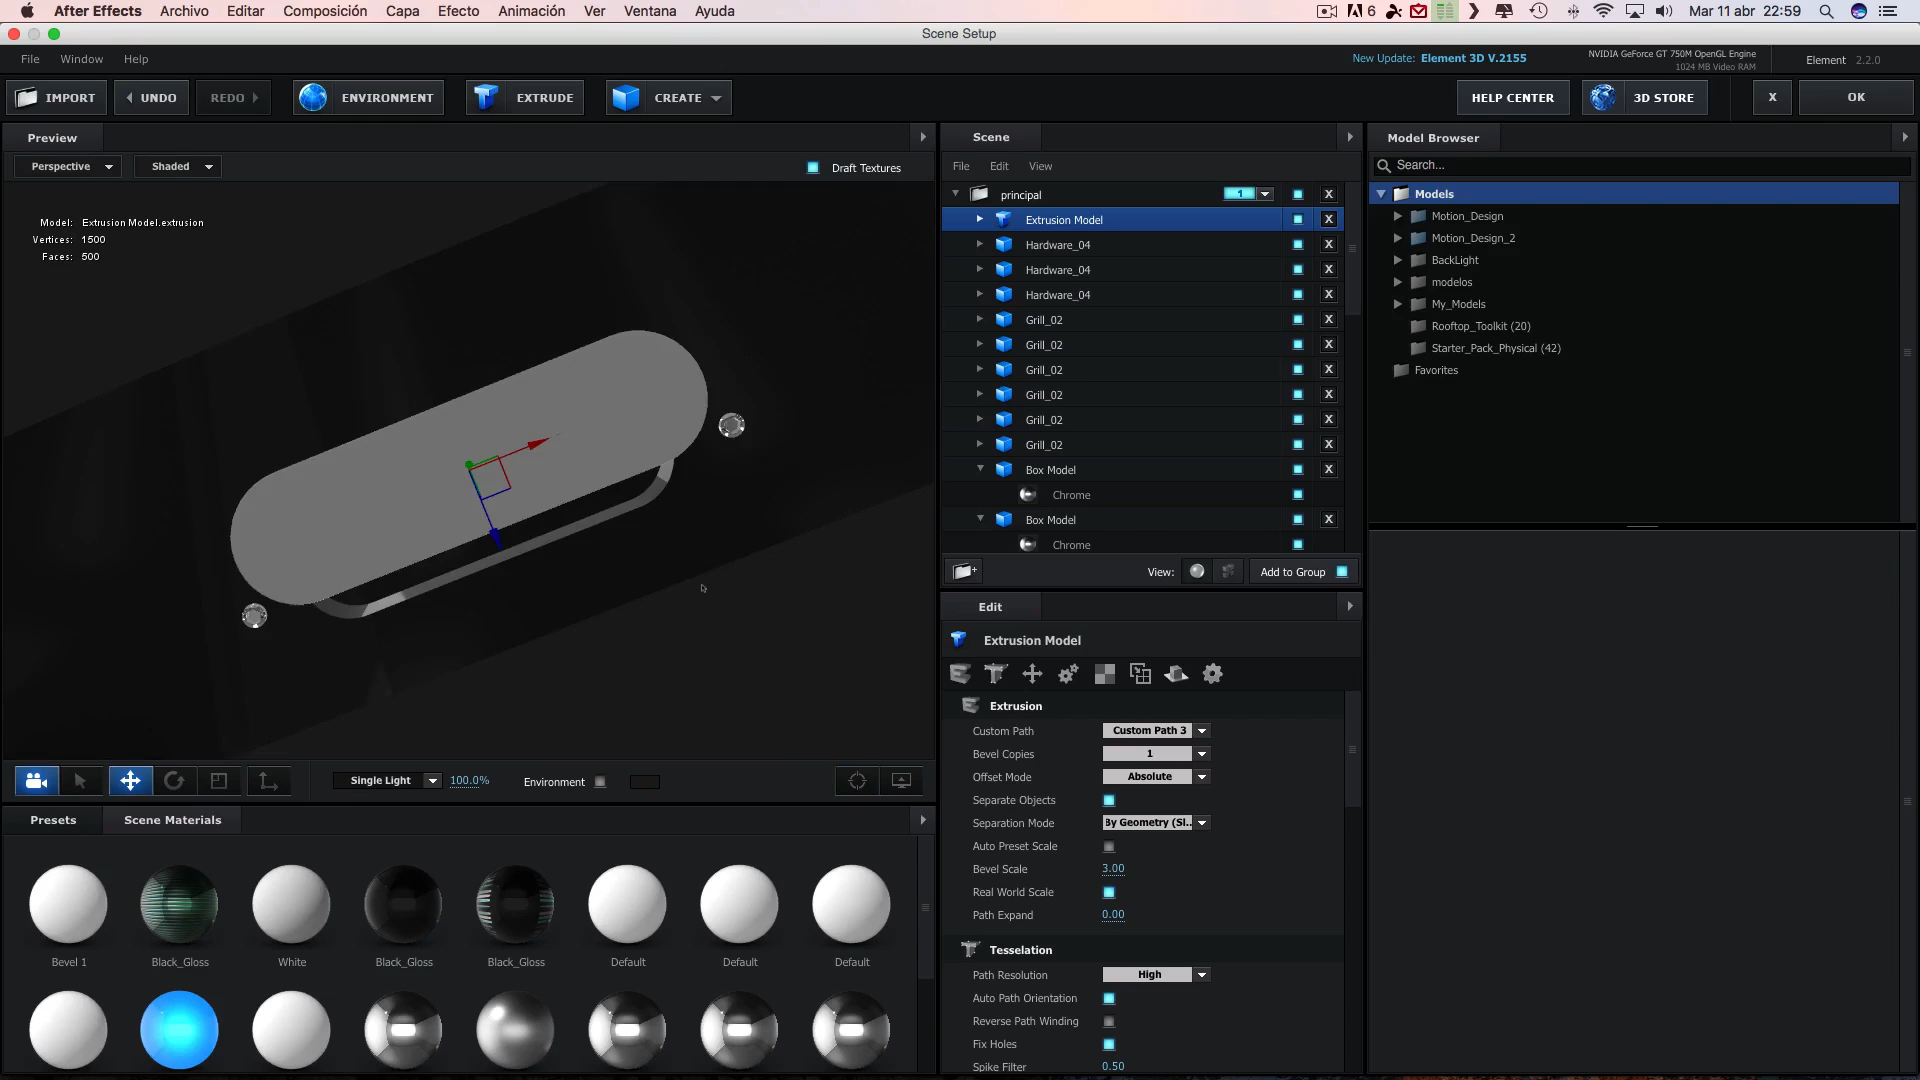 After Effects Archivo Editar Composición Capa Efecto Animación Ver Ventana Ayuda 6 Mar 11 abr 22:59
Scene Setup
File Window Help New Update: Element 3D V.2155 NVIDIA GeForce GT 750M OpenGL Engine Element 2.2.0
1024 MB Video RAM
IMPORT UNDO REDO ENVIRONMENT EXTRUDE CREATE HELP CENTER 3D STORE X OK
Preview
Perspective Shaded Draft Textures
Model: Extrusion Model.extrusion
Vertices: 1500
Faces: 500
Single Light 100.0% Environment
Presets Scene Materials
Bevel 1 Black_Gloss White Black_Gloss Black_Gloss Default Default Default
Scene
File Edit View
principal 1 X
Extrusion Model X
Hardware_04 X
Hardware_04 X
Hardware_04 X
Grill_02 X
Grill_02 X
Grill_02 X
Grill_02 X
Grill_02 X
Grill_02 X
Box Model X
Chrome
Box Model X
Chrome
View: Add to Group
Edit
Extrusion Model
Extrusion
Custom Path Custom Path 3
Bevel Copies 1
Offset Mode Absolute
Separate Objects
Separation Mode By Geometry (Sl..
Auto Preset Scale
Bevel Scale 3.00
Real World Scale
Path Expand 0.00
Tesselation
Path Resolution High
Auto Path Orientation
Reverse Path Winding
Fix Holes
Spike Filter 0.50
Model Browser
Search...
Models
Motion_Design
Motion_Design_2
BackLight
modelos
My_Models
Rooftop_Toolkit (20)
Starter_Pack_Physical (42)
Favorites